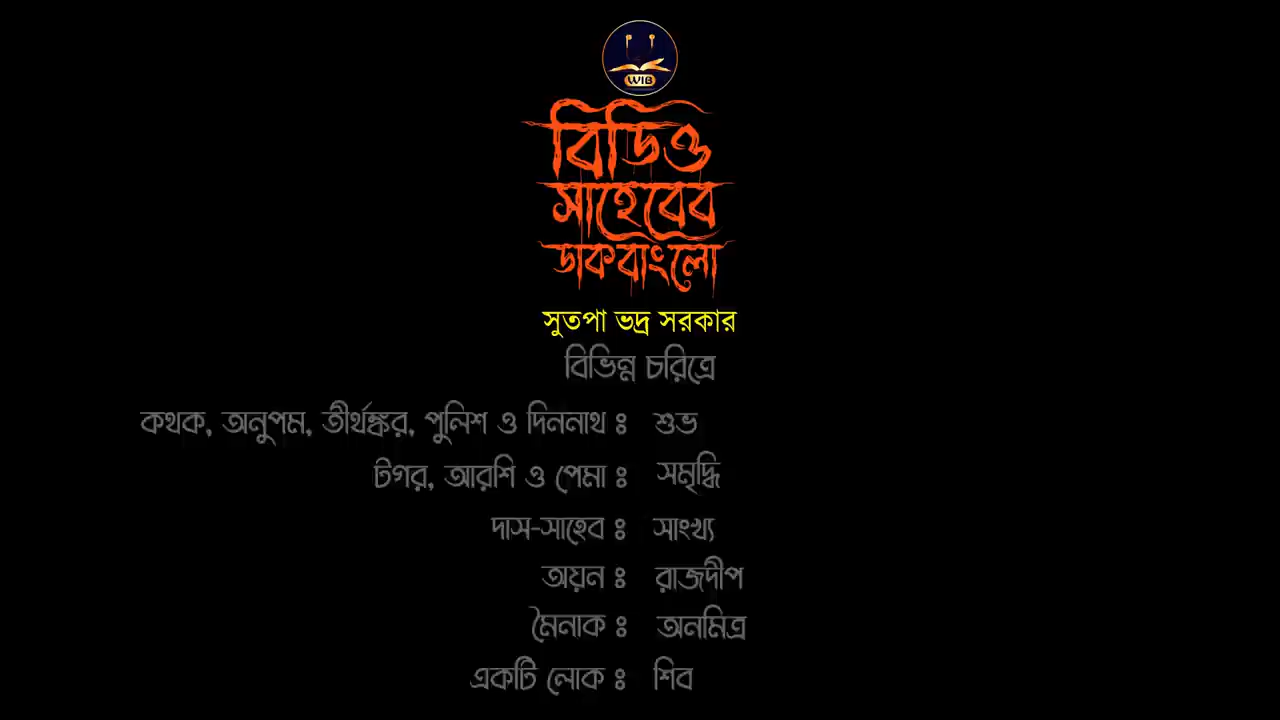 WIB
বিডিও
সাহেবের
ডাকবাংলো
সুতপা ভদ্র সরকার
বিভিন্ন চরিত্রে
কথক, অনুপম, তীর্থঙ্কর, পুলিশ ও দিননাথ ঃ শুভ
টগর, আরশি ও পেমা ঃ সমৃদ্ধি
দাস-সাহেব ঃ সাংখ্য
অয়ন ঃ রাজদীপ
মৈনাক ঃ অনমিত্র
একটি লোক ঃ শিব